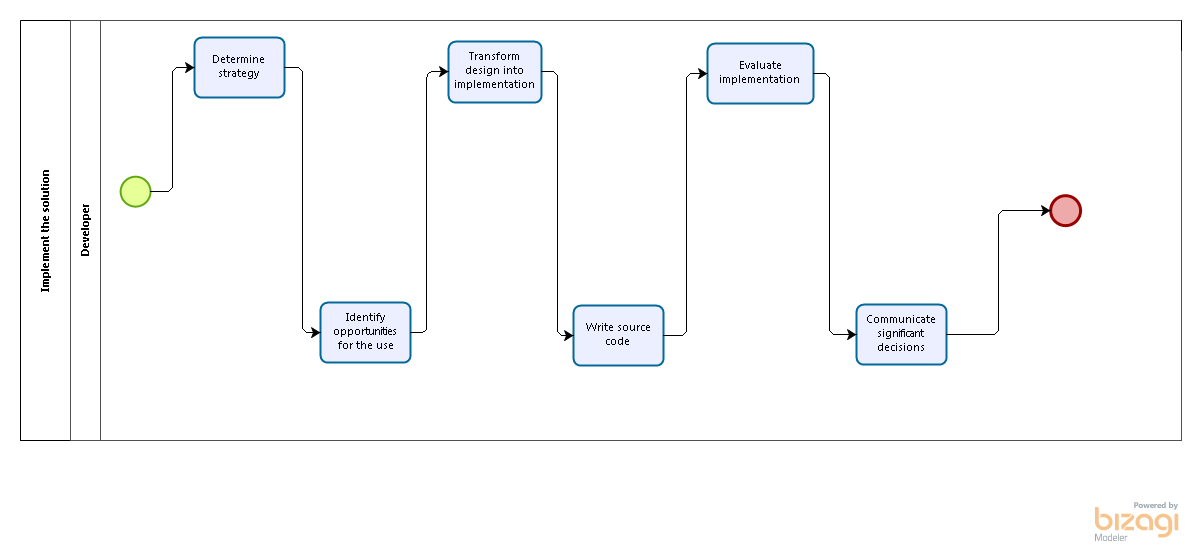 Implement the solution
Developer
Determine
strategy
Identify
opportunities
for the use
Transform
design into
implementation
Write source
code
Evaluate
implementation
Communicate
significant
decisions
Powered by
bizagi
Modeler